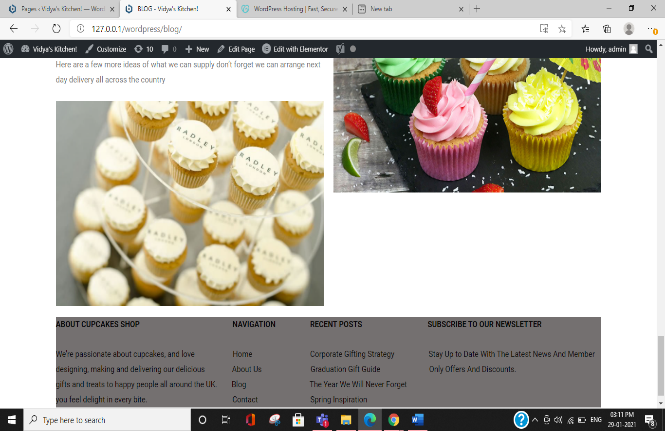 Pages ‹ Vidya's Kitchen! — Word
BLOG - Vidya's Kitchen!
WordPress Hosting | Fast, Secure
New tab
127.0.0.1/wordpress/blog/
Vidya's Kitchen! Customize 10 0 New Edit Page Edit with Elementor Howdy, admin
Here are a few more ideas of what we can supply don't forget we can arrange next
day delivery all across the country
RADLEY
LONDON
RADLEY
RADLEY
RADLEY
RADLEY
RADLEY
ABOUT CUPCAKES SHOP
We're passionate about cupcakes, and love
designing, making and delivering our delicious
gifts and treats to happy people all around the UK.
you feel delight in every bite.
NAVIGATION
Home
About Us
Blog
Contact
RECENT POSTS
Corporate Gifting Strategy
Graduation Gift Guide
The Year We Will Never Forget
Spring Inspiration
SUBSCRIBE TO OUR NEWSLETTER
Stay Up to Date With The Latest News And Member
Only Offers And Discounts.
Type here to search
ENG
03:11 PM
29-01-2021